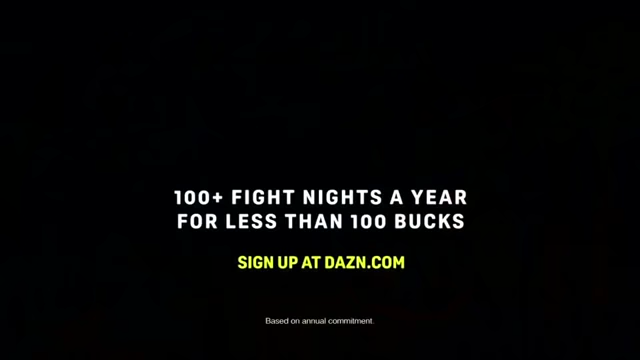 100+ FIGHT NIGHTS A YEAR
FOR LESS THAN 100 BUCKS
SIGN UP AT DAZN.COM
Based on annual commitment.